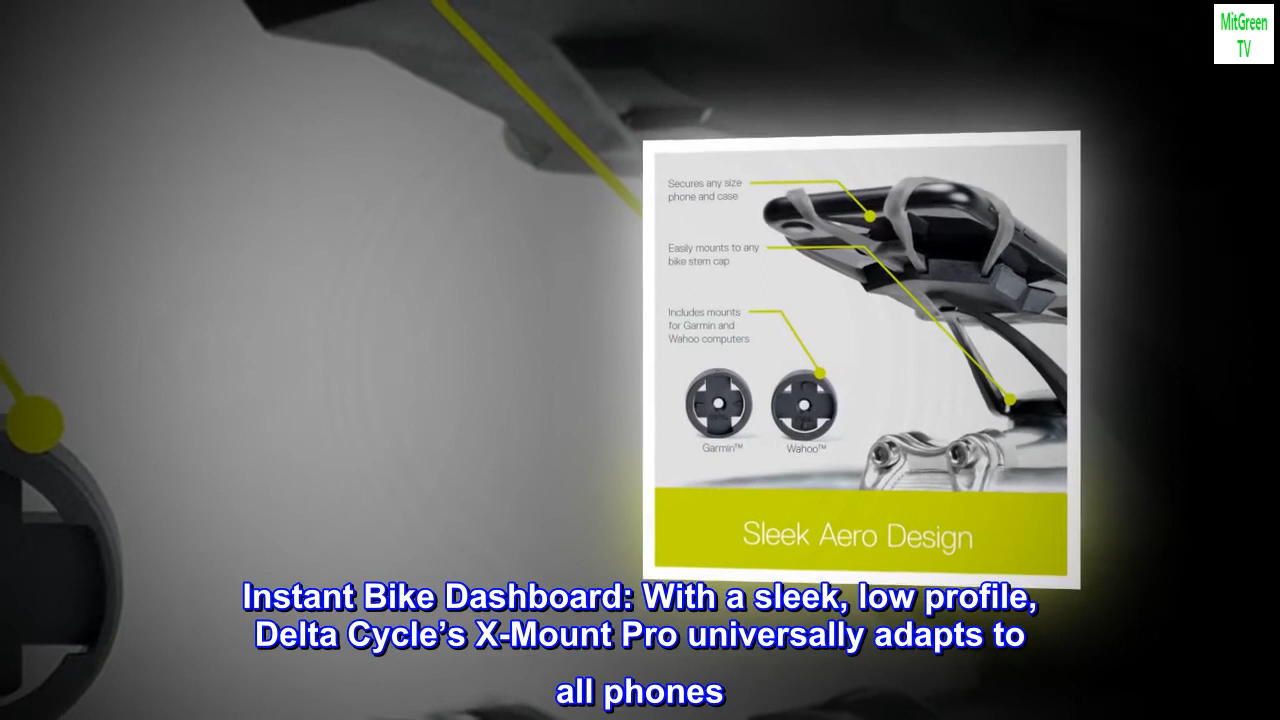 MitGreen
TV
Secures any size
phone and case
Easily mounts to any
bike stem cap
Includes mounts
for Garmin and
Wahoo computers
Garmin™
Wahoo™
Sleek Aero Design
Instant Bike Dashboard: With a sleek, low profile,
Delta Cycle’s X-Mount Pro universally adapts to
all phones